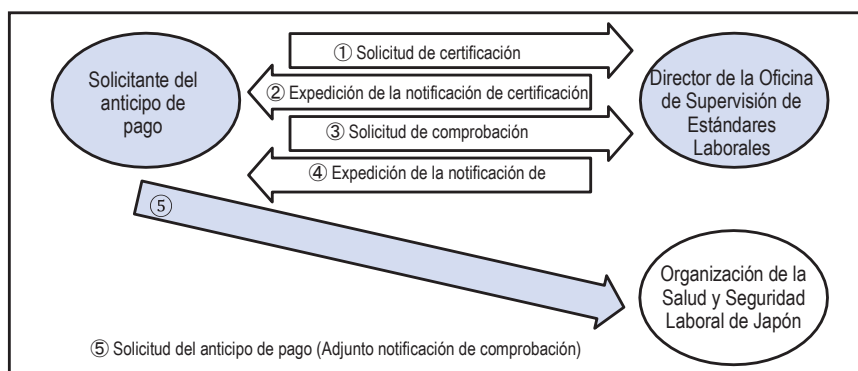 ① Solicitud de certificación
Solicitante del
anticipo de
pago
② Expedición de la notificación de certificación
Director de la Oficina
de Supervisión de
Estándares
Laborales
③ Solicitud de comprobación
④ Expedición de la notificación de
⑤
Organización de la
Salud y Seguridad
Laboral de Japón
⑤ Solicitud del anticipo de pago (Adjunto notificación de comprobación)